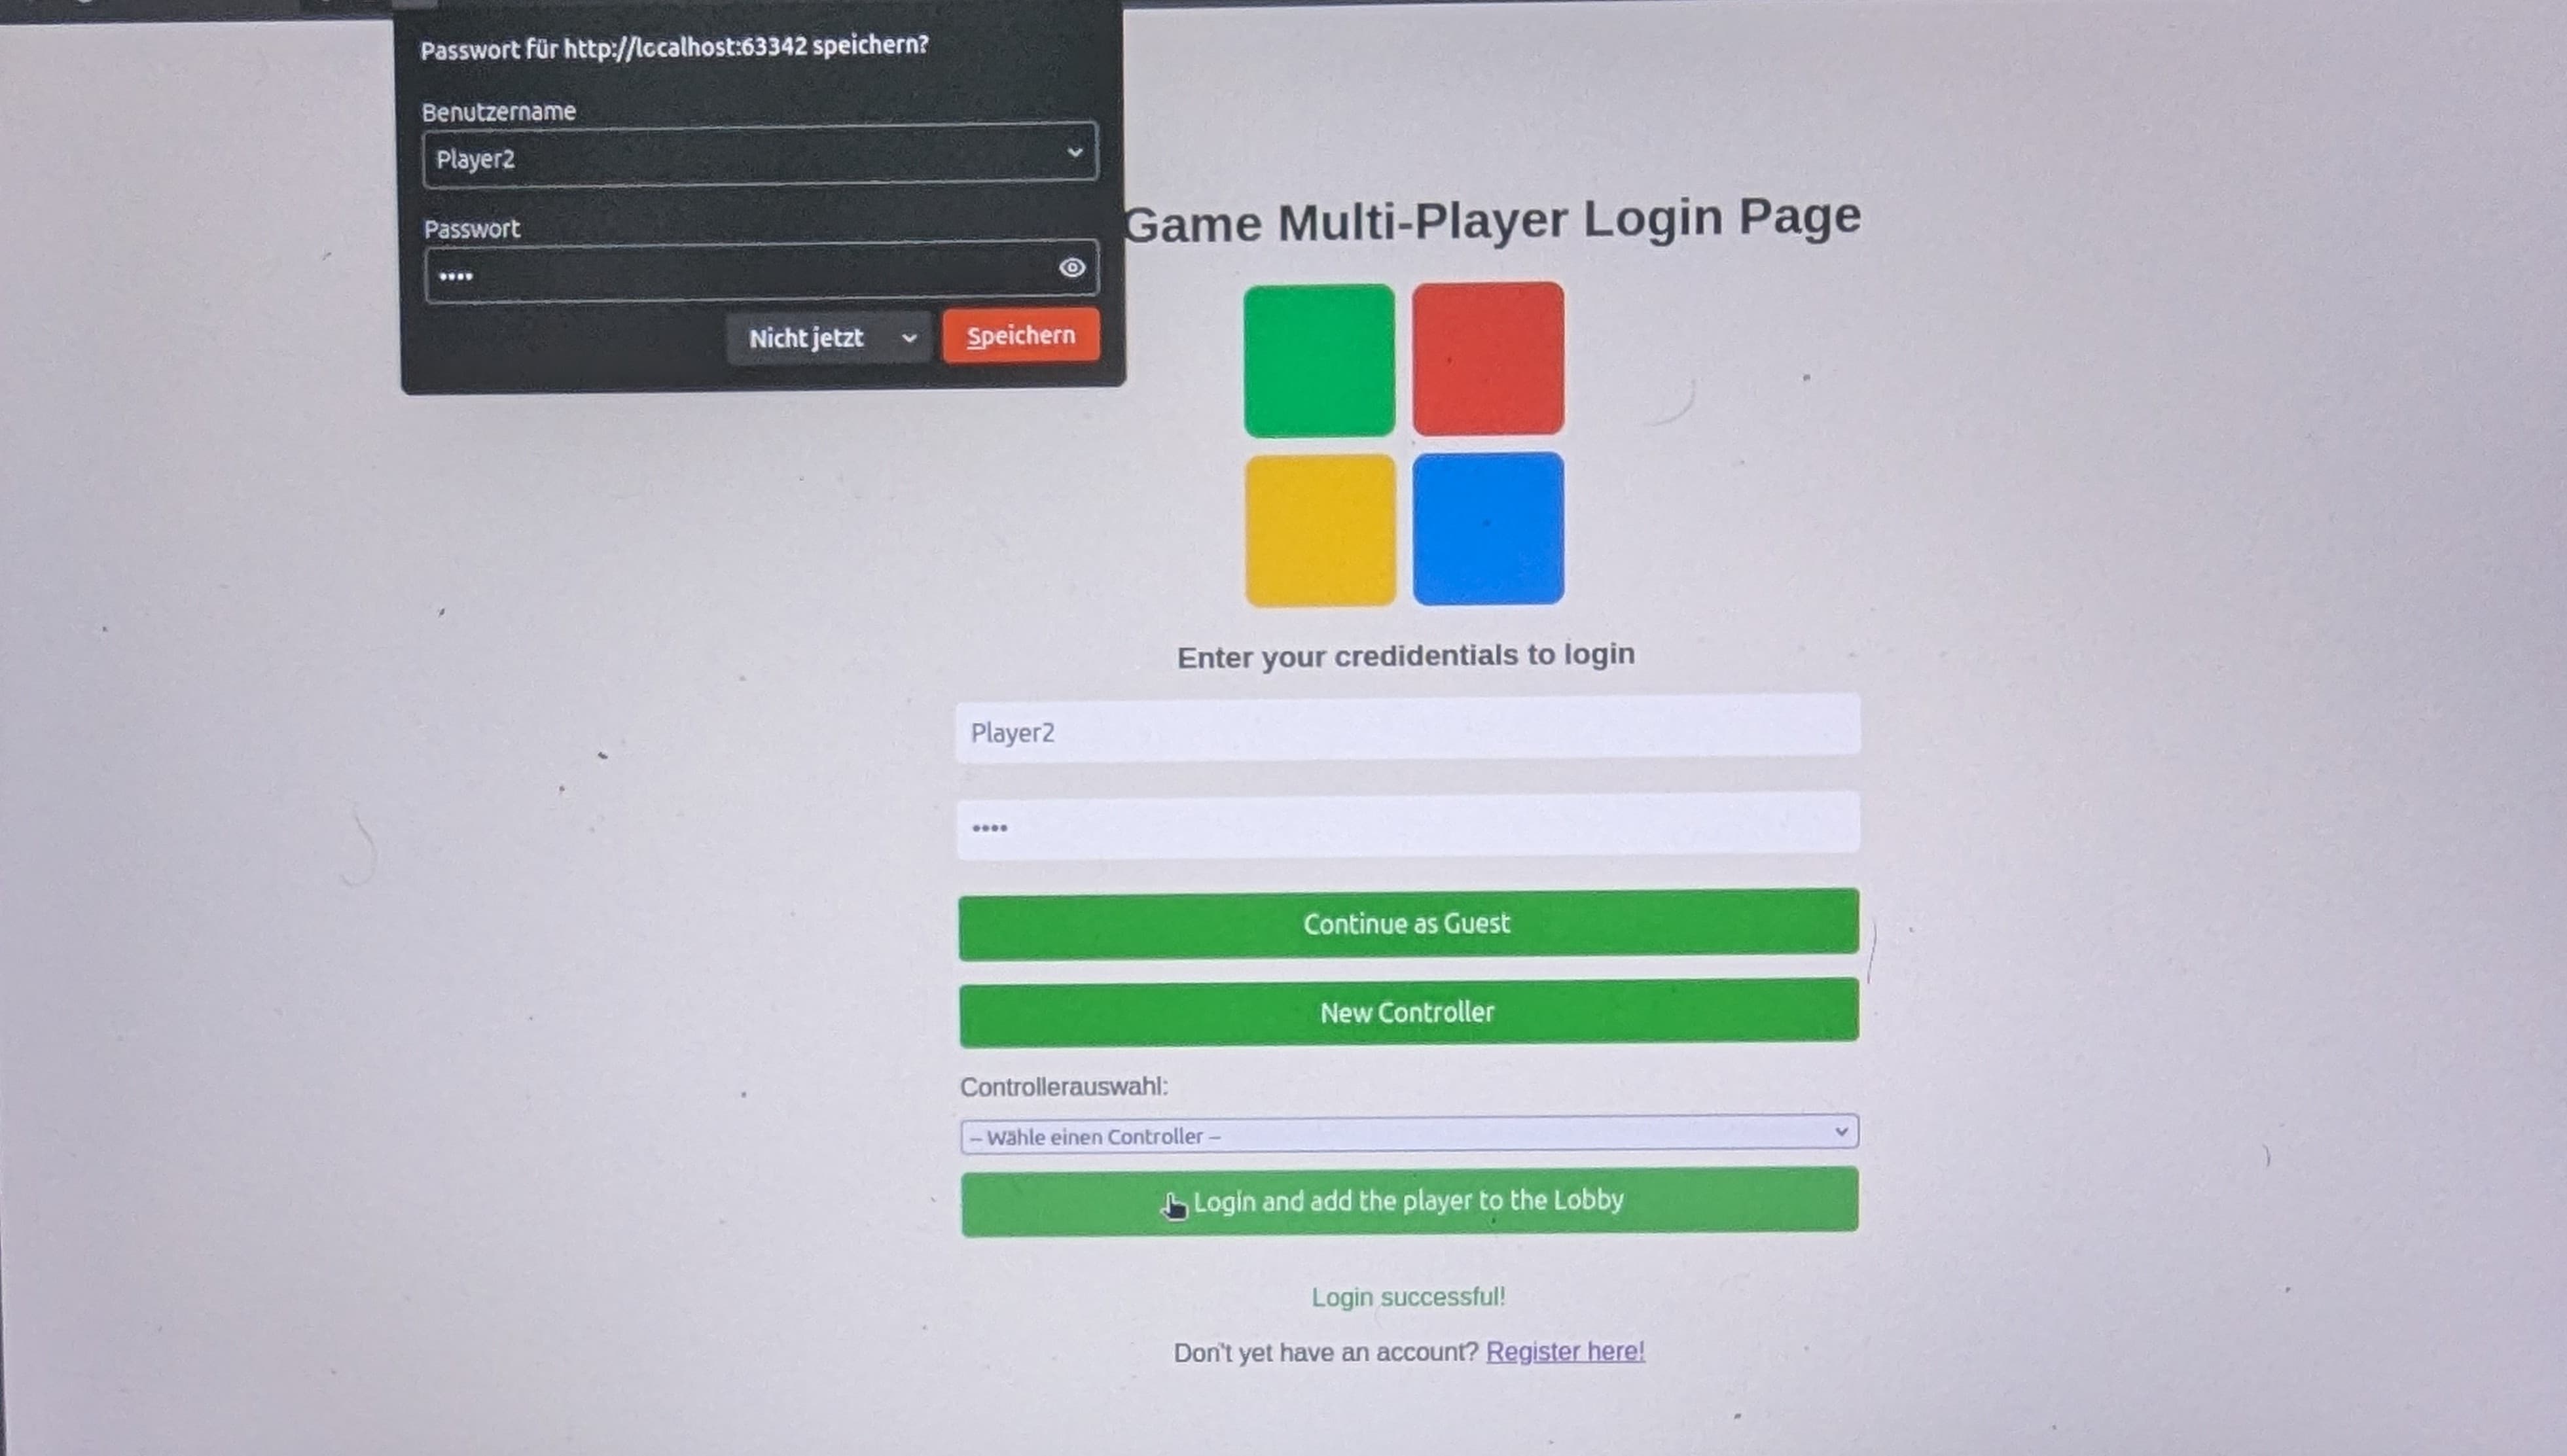 Passwort für http://localhost:63342 speichern?
Benutzername
Player2
Passwort
••••
Nicht jetzt
Speichern
Game Multi-Player Login Page
Enter your credidentials to login
Player2
••••
Continue as Guest
New Controller
Controllerauswahl:
– Wähle einen Controller –
Login and add the player to the Lobby
Login successful!
Don't yet have an account? Register here!